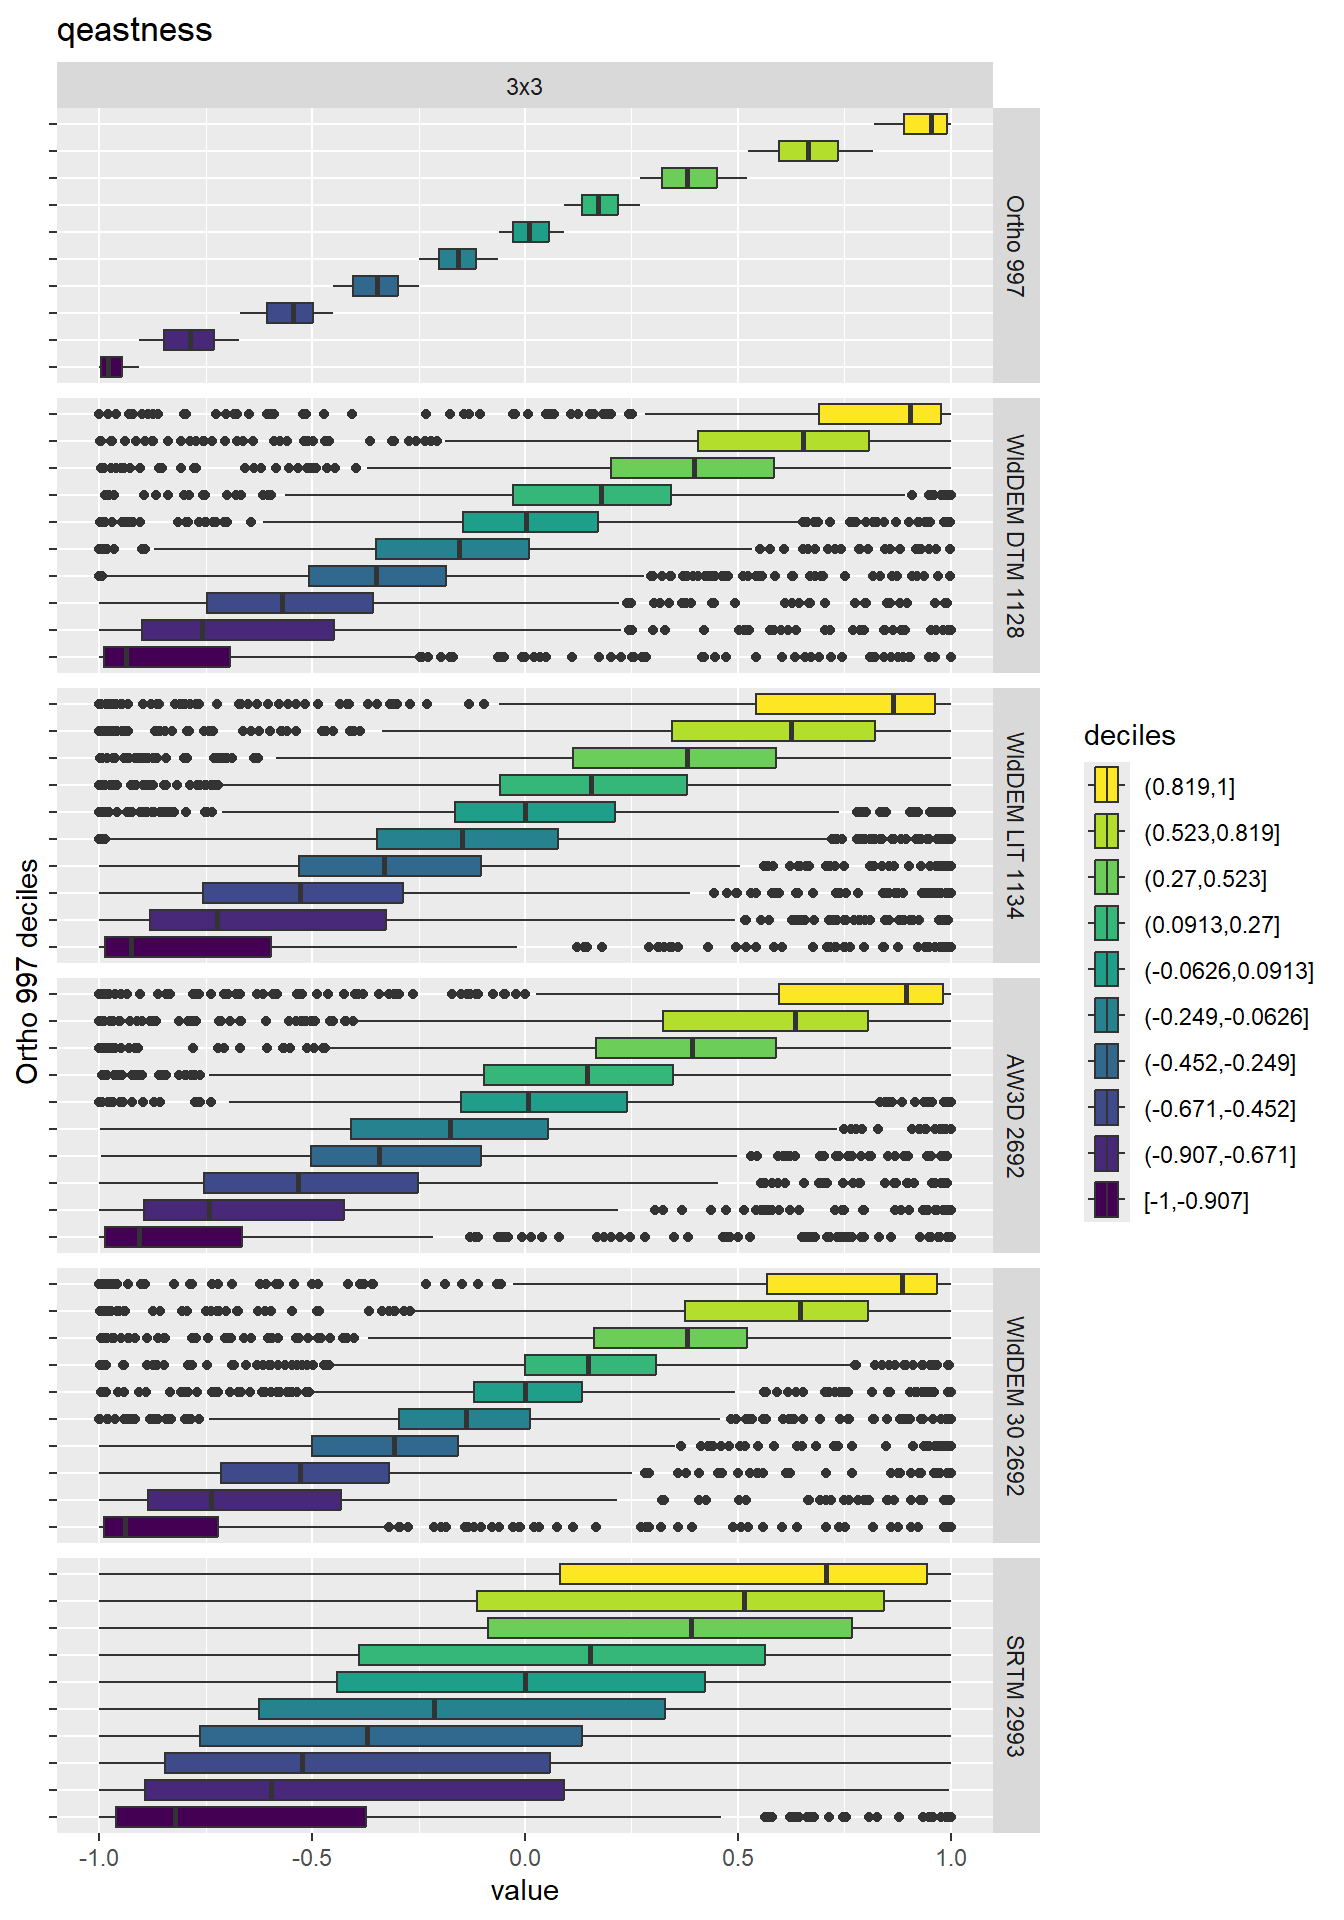 qeastness
3x3
Ortho 997
WldDEM DTM 1128
WldDEM LIT 1134
AW3D 2692
WldDEM 30 2692
SRTM 2993
Ortho 997 deciles
-1.0
-0.5
0.0
0.5
1.0
value
deciles
(0.819,1]
(0.523,0.819]
(0.27,0.523]
(0.0913,0.27]
(-0.0626,0.0913]
(-0.249,-0.0626]
(-0.452,-0.249]
(-0.671,-0.452]
(-0.907,-0.671]
[-1,-0.907]